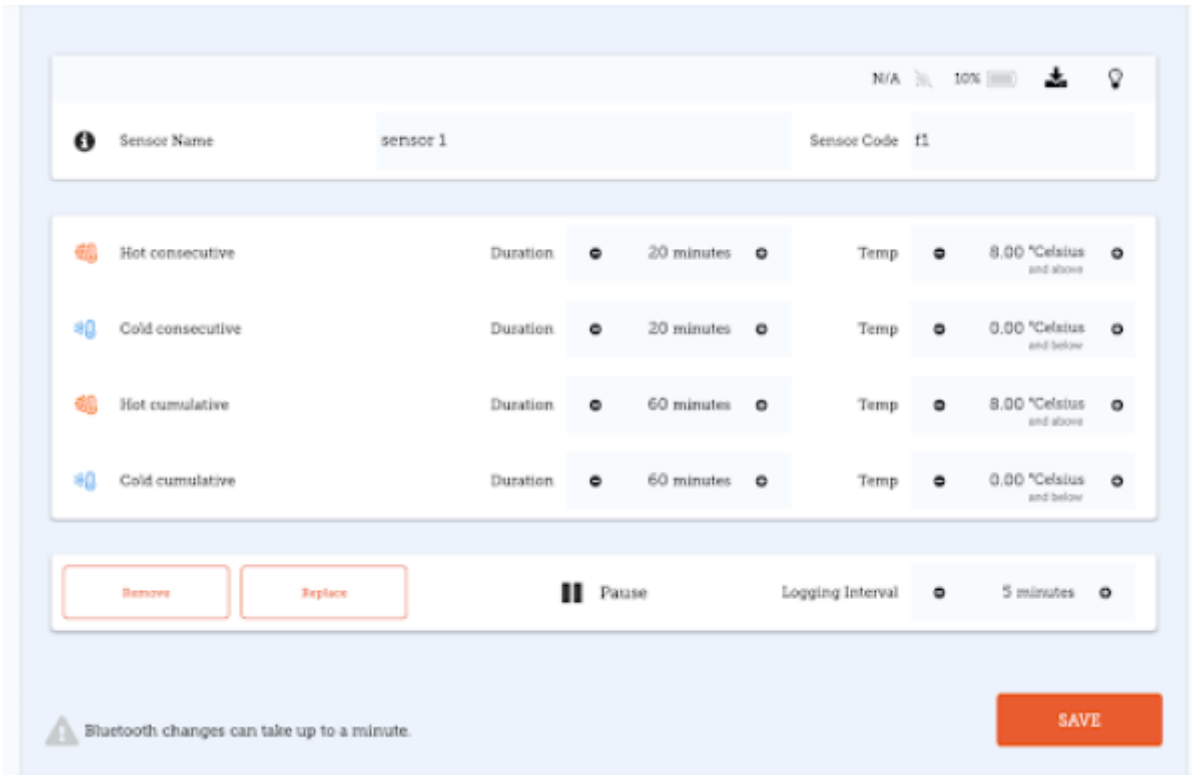 N/A 10%
Sensor Name sensor 1 Sensor Code f1
Hot consecutive Duration 20 minutes Temp 8.00 °Celsius
and above
Cold consecutive Duration 20 minutes Temp 0.00 °Celsius
and below
Hot cumulative Duration 60 minutes Temp 8.00 °Celsius
and above
Cold cumulative Duration 60 minutes Temp 0.00 °Celsius
and below
Remove Replace Pause Logging Interval 5 minutes
Bluetooth changes can take up to a minute.
SAVE